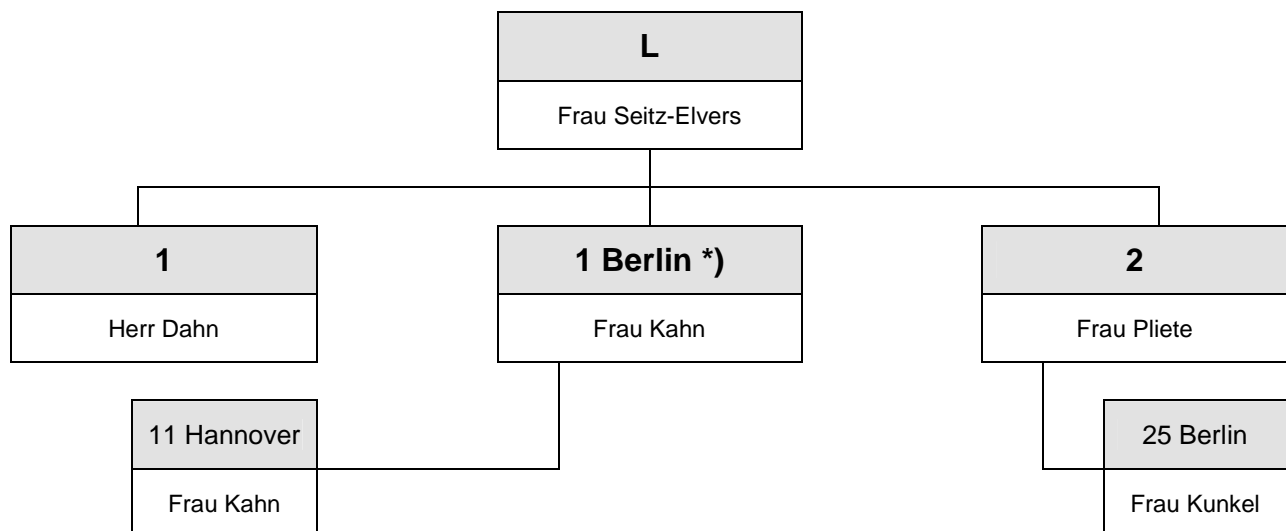 L
Frau Seitz-Elvers
1
Herr Dahn
1 Berlin *)
Frau Kahn
2
Frau Pliete
11 Hannover
Frau Kahn
25 Berlin
Frau Kunkel